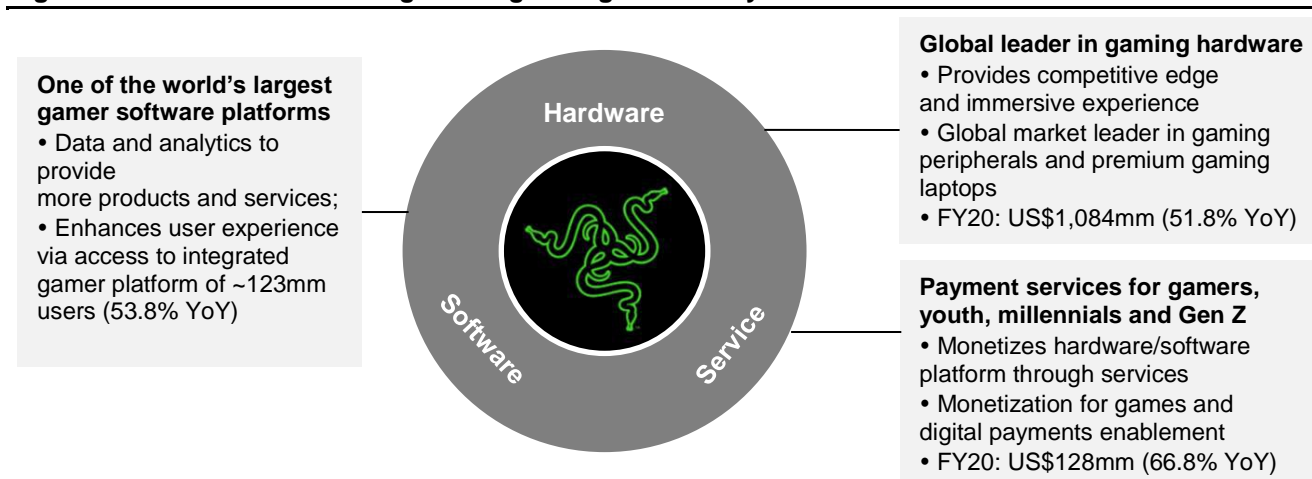 One of the world's largest
gamer software platforms
• Data and analytics to
provide
more products and services;
• Enhances user experience
via access to integrated
gamer platform of ~123mm
users (53.8% YoY)
Hardware
Software
Service
Global leader in gaming hardware
• Provides competitive edge
and immersive experience
• Global market leader in gaming
peripherals and premium gaming
laptops
• FY20: US$1,084mm (51.8% YoY)
Payment services for gamers,
youth, millennials and Gen Z
• Monetizes hardware/software
platform through services
• Monetization for games and
digital payments enablement
• FY20: US$128mm (66.8% YoY)